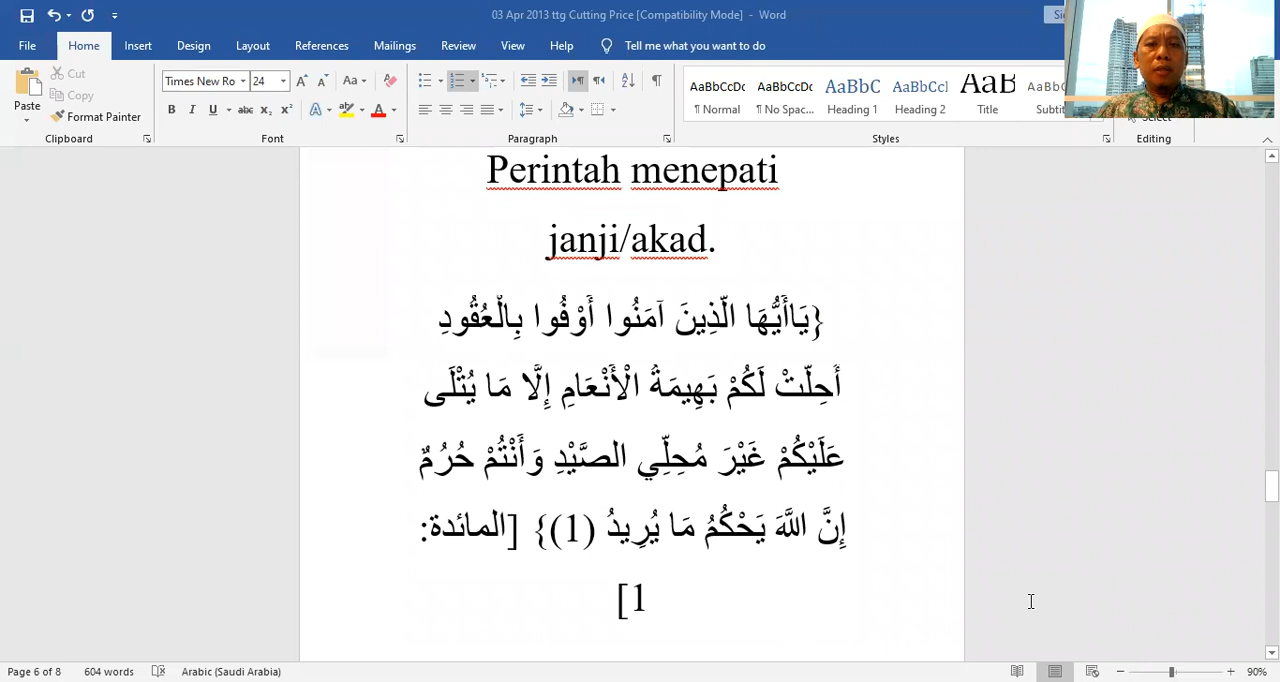 03 Apr 2013 ttg Cutting Price [Compatibility Mode] - Word
File Home Insert Design Layout References Mailings Review View Help Tell me what you want to do
Cut
Copy
Paste
Format Painter
Times New Ro 24
Clipboard Font Paragraph Styles Editing
AaBbCcDc AaBbCcDc AaBbC AaBbCc AaB
¶ Normal ¶ No Spac... Heading 1 Heading 2 Title
Perintah menepati
janji/akad.
{يَاأَيُّهَا الَّذِينَ آمَنُوا أَوْفُوا بِالْعُقُودِ
أُحِلَّتْ لَكُمْ بَهِيمَةُ الْأَنْعَامِ إِلَّا مَا يُتْلَى
عَلَيْكُمْ غَيْرَ مُحِلِّي الصَّيْدِ وَأَنْتُمْ حُرُمٌ
إِنَّ اللَّهَ يَحْكُمُ مَا يُرِيدُ (1)} [المائدة:
1]
Page 6 of 8 604 words Arabic (Saudi Arabia) 90%